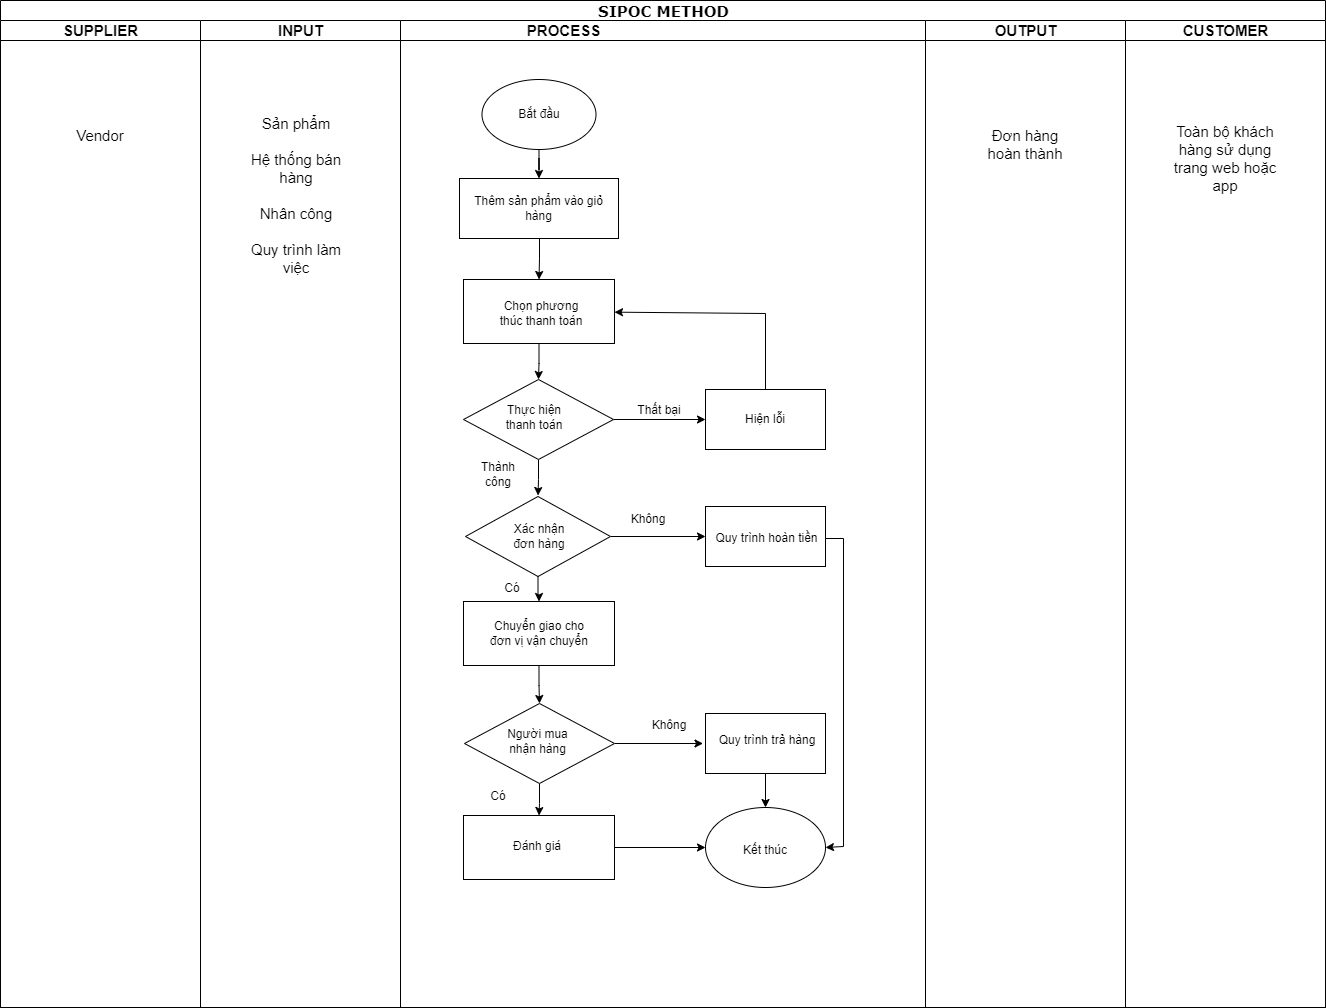 SIPOC METHOD
SUPPLIER
INPUT
PROCESS
OUTPUT
CUSTOMER
Vendor
Sản phẩm
Hệ thống bán
hàng
Nhân công
Quy trình làm
việc
Bắt đầu
Thêm sản phẩm vào giỏ
hàng
Chọn phương
thúc thanh toán
Thực hiện
thanh toán
Thất bại
Hiện lỗi
Thành
công
Xác nhận
đơn hàng
Không
Quy trình hoàn tiền
Có
Chuyển giao cho
đơn vị vận chuyển
Người mua
nhận hàng
Không
Quy trình trả hàng
Có
Đánh giá
Kết thúc
Đơn hàng
hoàn thành
Toàn bộ khách
hàng sử dụng
trang web hoặc
app